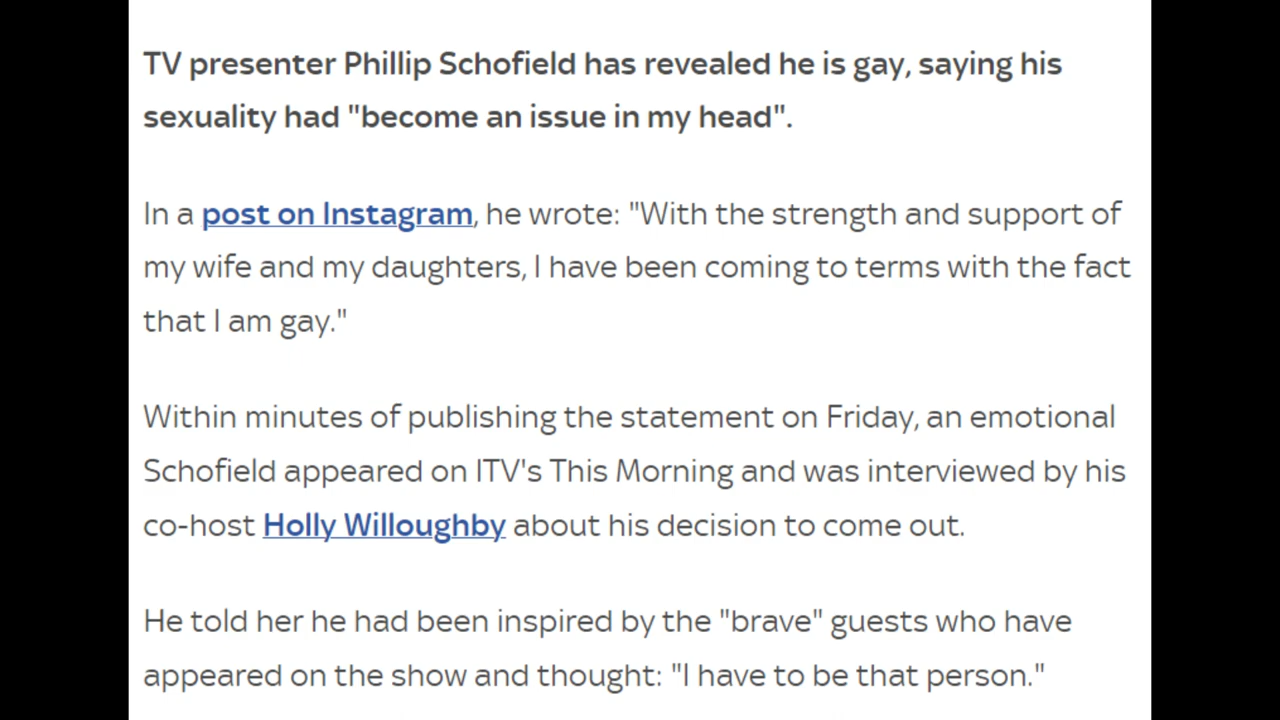 TV presenter Phillip Schofield has revealed he is gay, saying his
sexuality had "become an issue in my head".
In a post on Instagram, he wrote: "With the strength and support of
my wife and my daughters, I have been coming to terms with the fact
that I am gay."
Within minutes of publishing the statement on Friday, an emotional
Schofield appeared on ITV's This Morning and was interviewed by his
co-host Holly Willoughby about his decision to come out.
He told her he had been inspired by the "brave" guests who have
appeared on the show and thought: "I have to be that person."